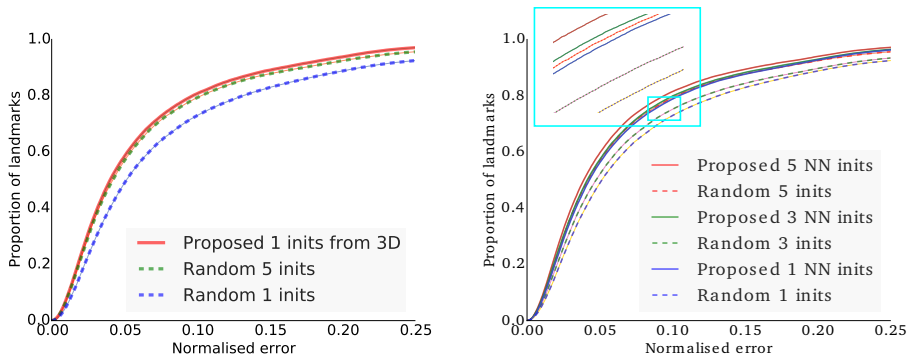 1.0
0.8
0.6
0.4
0.2
0.0
0.00
0.05
0.10
0.15
0.20
0.25
Normalised error
Proportion of landmarks
Proposed 1 inits from 3D
Random 5 inits
Random 1 inits
1.0
0.8
0.6
0.4
0.2
0.0
0.00
0.05
0.10
0.15
0.20
0.25
Normalised error
Proportion of landmarks
Proposed 5 NN inits
Random 5 inits
Proposed 3 NN inits
Random 3 inits
Proposed 1 NN inits
Random 1 inits